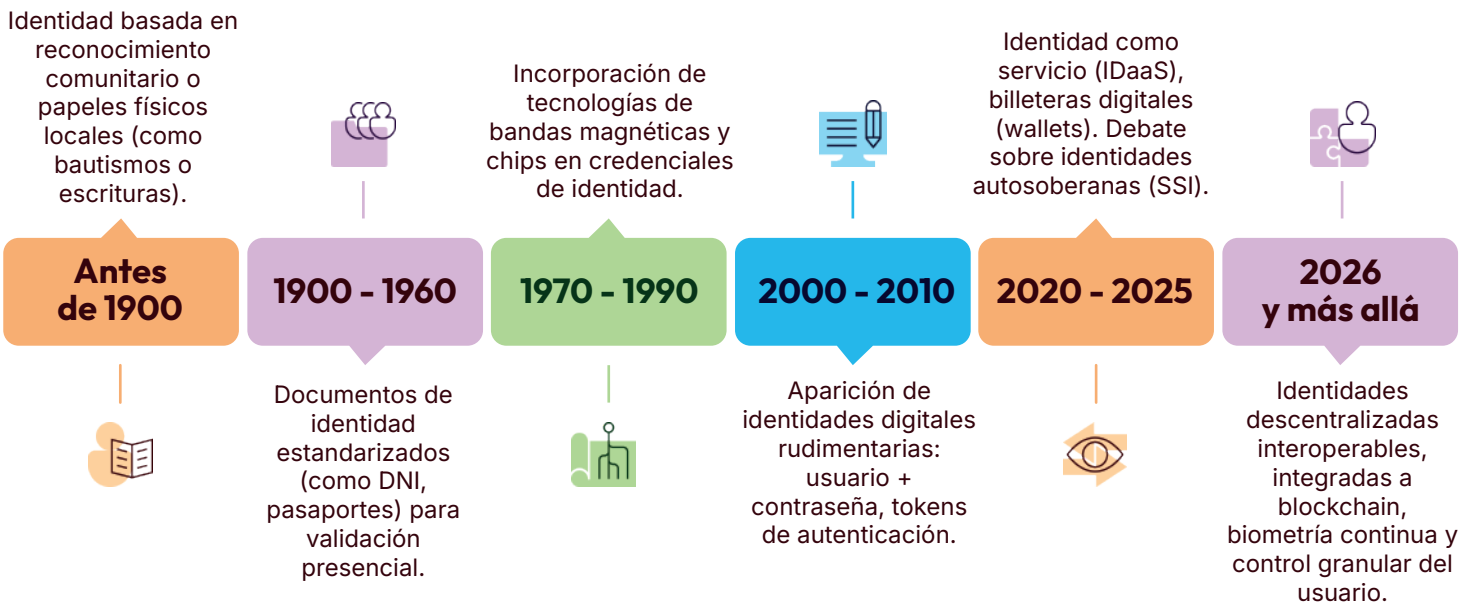 Identidad basada en
reconocimiento
comunitario o
papeles físicos
locales (como
bautismos o
escrituras).
Antes
de 1900
1900 - 1960
Documentos de
identidad
estandarizados
(como DNI,
pasaportes) para
validación
presencial.
Incorporación de
tecnologías de
bandas magnéticas y
chips en credenciales
de identidad.
1970 - 1990
2000 - 2010
Aparición de
identidades digitales
rudimentarias:
usuario +
contraseña, tokens
de autenticación.
Identidad como
servicio (IDaaS),
billeteras digitales
(wallets). Debate
sobre identidades
autosoberanas (SSI).
2020 - 2025
2026
y más allá
Identidades
descentralizadas
interoperables,
integradas a
blockchain,
biometría continua y
control granular del
usuario.